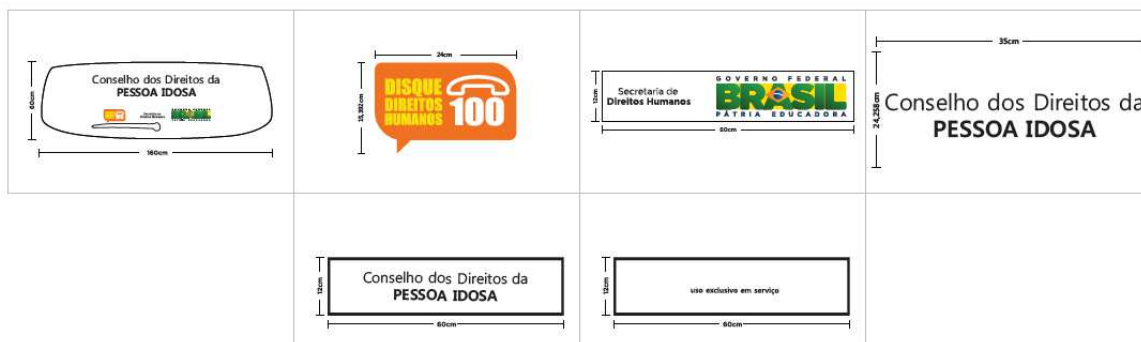 60cm
Conselho dos Direitos da
PESSOA IDOSA
160cm
24cm
15,392cm
DISQUE
DIREITOS
HUMANOS
100
12cm
Secretaria de
Direitos Humanos
GOVERNO FEDERAL
BRASIL
PÁTRIA EDUCADORA
60cm
35cm
24,258cm
Conselho dos Direitos da
PESSOA IDOSA
12cm
Conselho dos Direitos da
PESSOA IDOSA
60cm
12cm
uso exclusivo em serviço
60cm